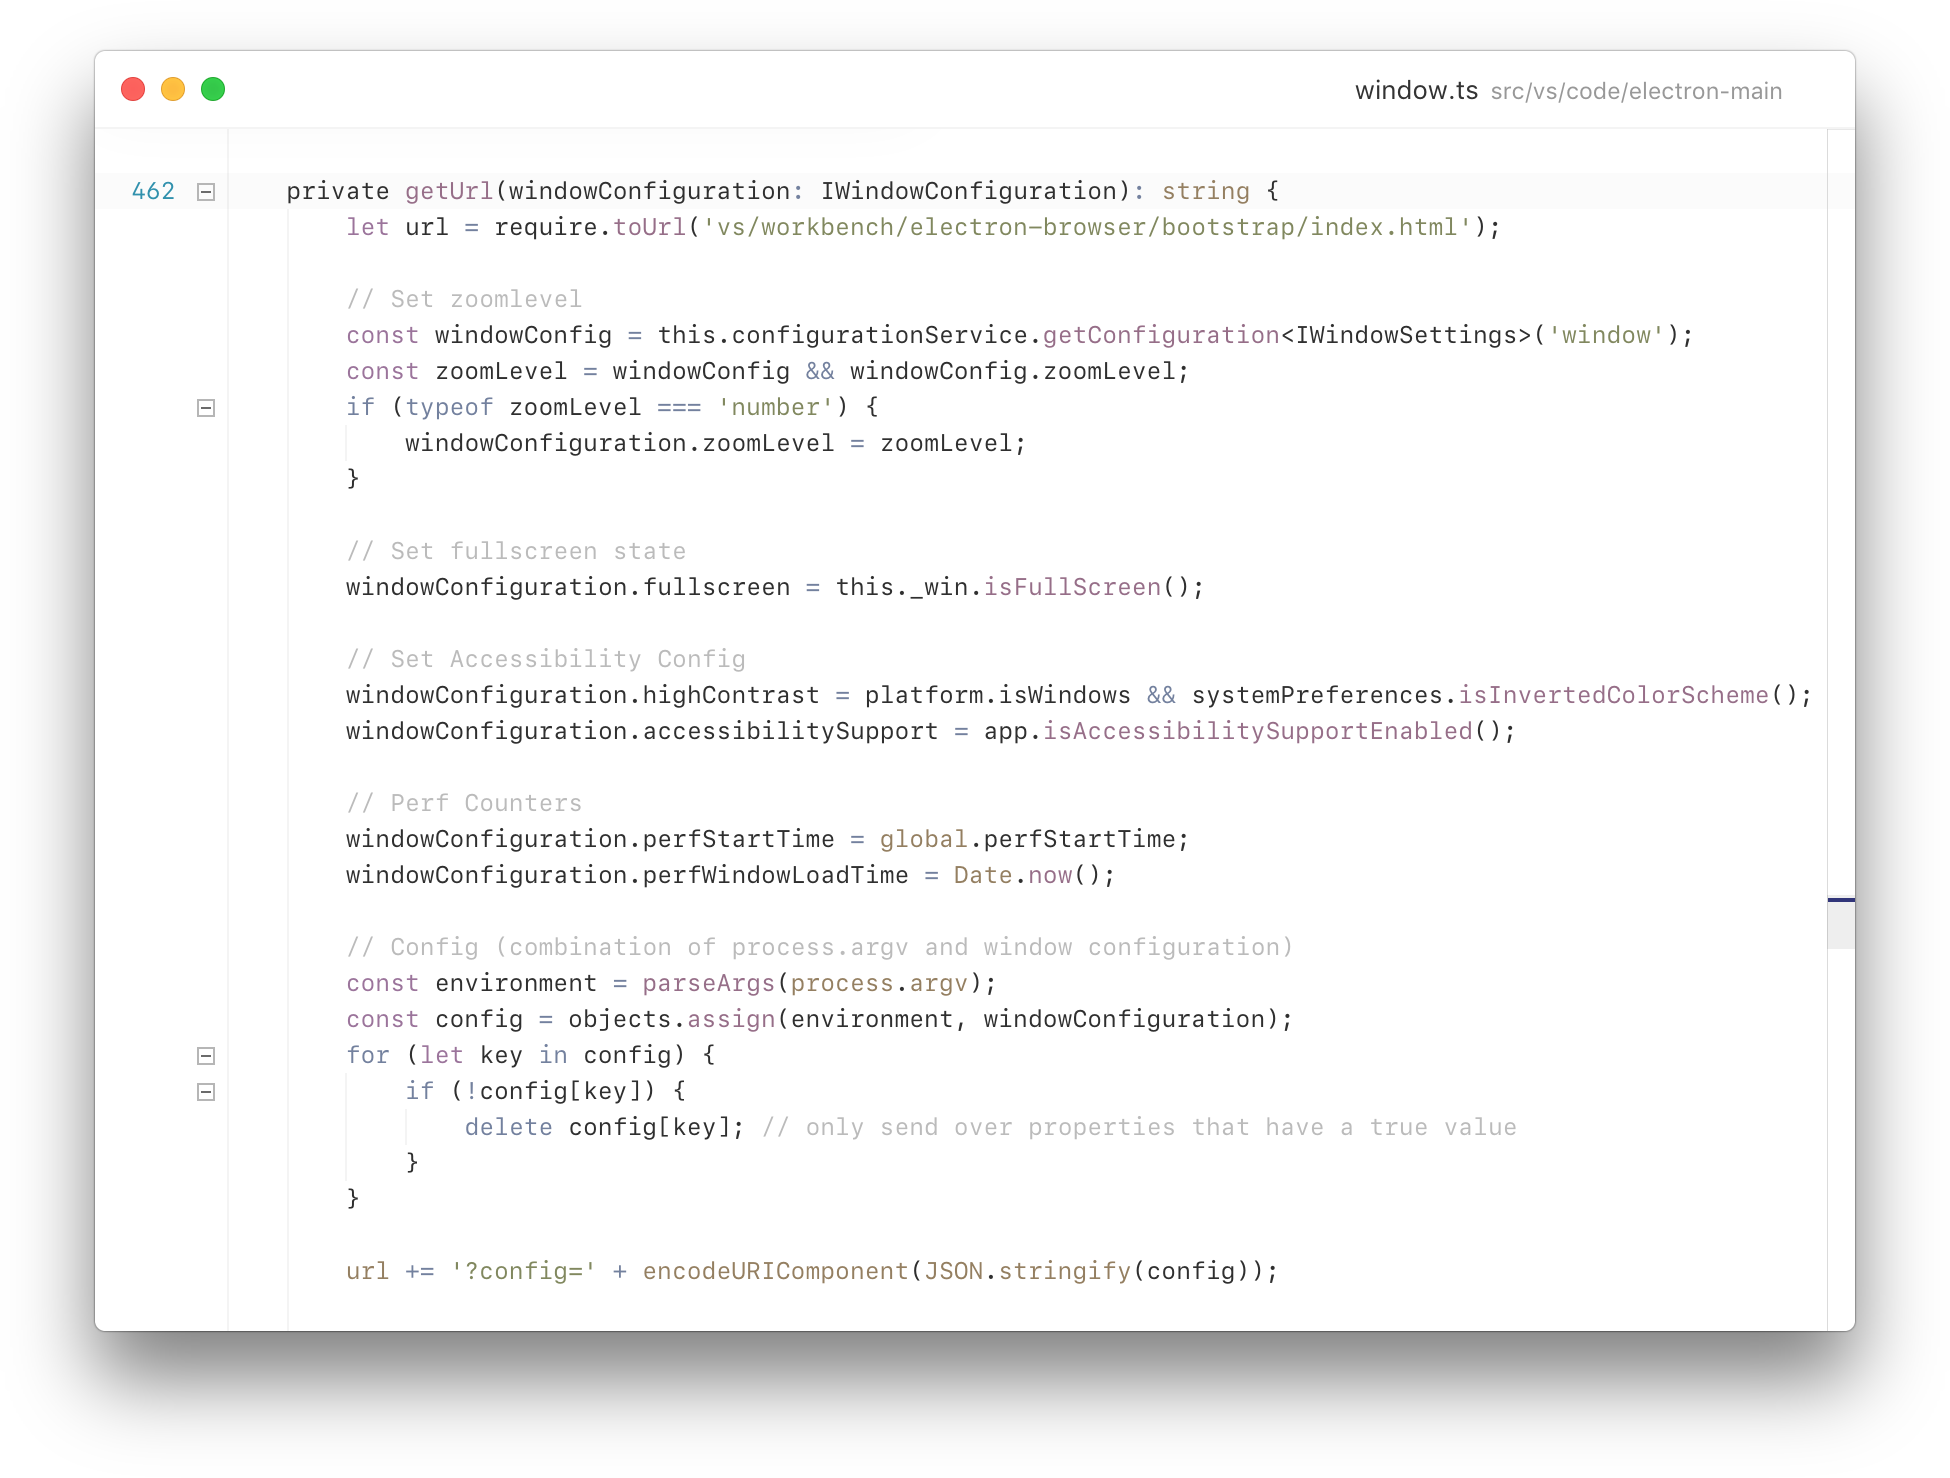 window.ts src/vs/code/electron-main
462 private getUrl(windowConfiguration: IWindowConfiguration): string {
let url = require.toUrl('vs/workbench/electron-browser/bootstrap/index.html');
// Set zoomlevel
const windowConfig = this.configurationService.getConfiguration<IWindowSettings>('window');
const zoomLevel = windowConfig && windowConfig.zoomLevel;
if (typeof zoomLevel === 'number') {
windowConfiguration.zoomLevel = zoomLevel;
}
// Set fullscreen state
windowConfiguration.fullscreen = this._win.isFullScreen();
// Set Accessibility Config
windowConfiguration.highContrast = platform.isWindows && systemPreferences.isInvertedColorScheme();
windowConfiguration.accessibilitySupport = app.isAccessibilitySupportEnabled();
// Perf Counters
windowConfiguration.perfStartTime = global.perfStartTime;
windowConfiguration.perfWindowLoadTime = Date.now();
// Config (combination of process.argv and window configuration)
const environment = parseArgs(process.argv);
const config = objects.assign(environment, windowConfiguration);
for (let key in config) {
if (!config[key]) {
delete config[key]; // only send over properties that have a true value
}
}
url += '?config=' + encodeURIComponent(JSON.stringify(config));